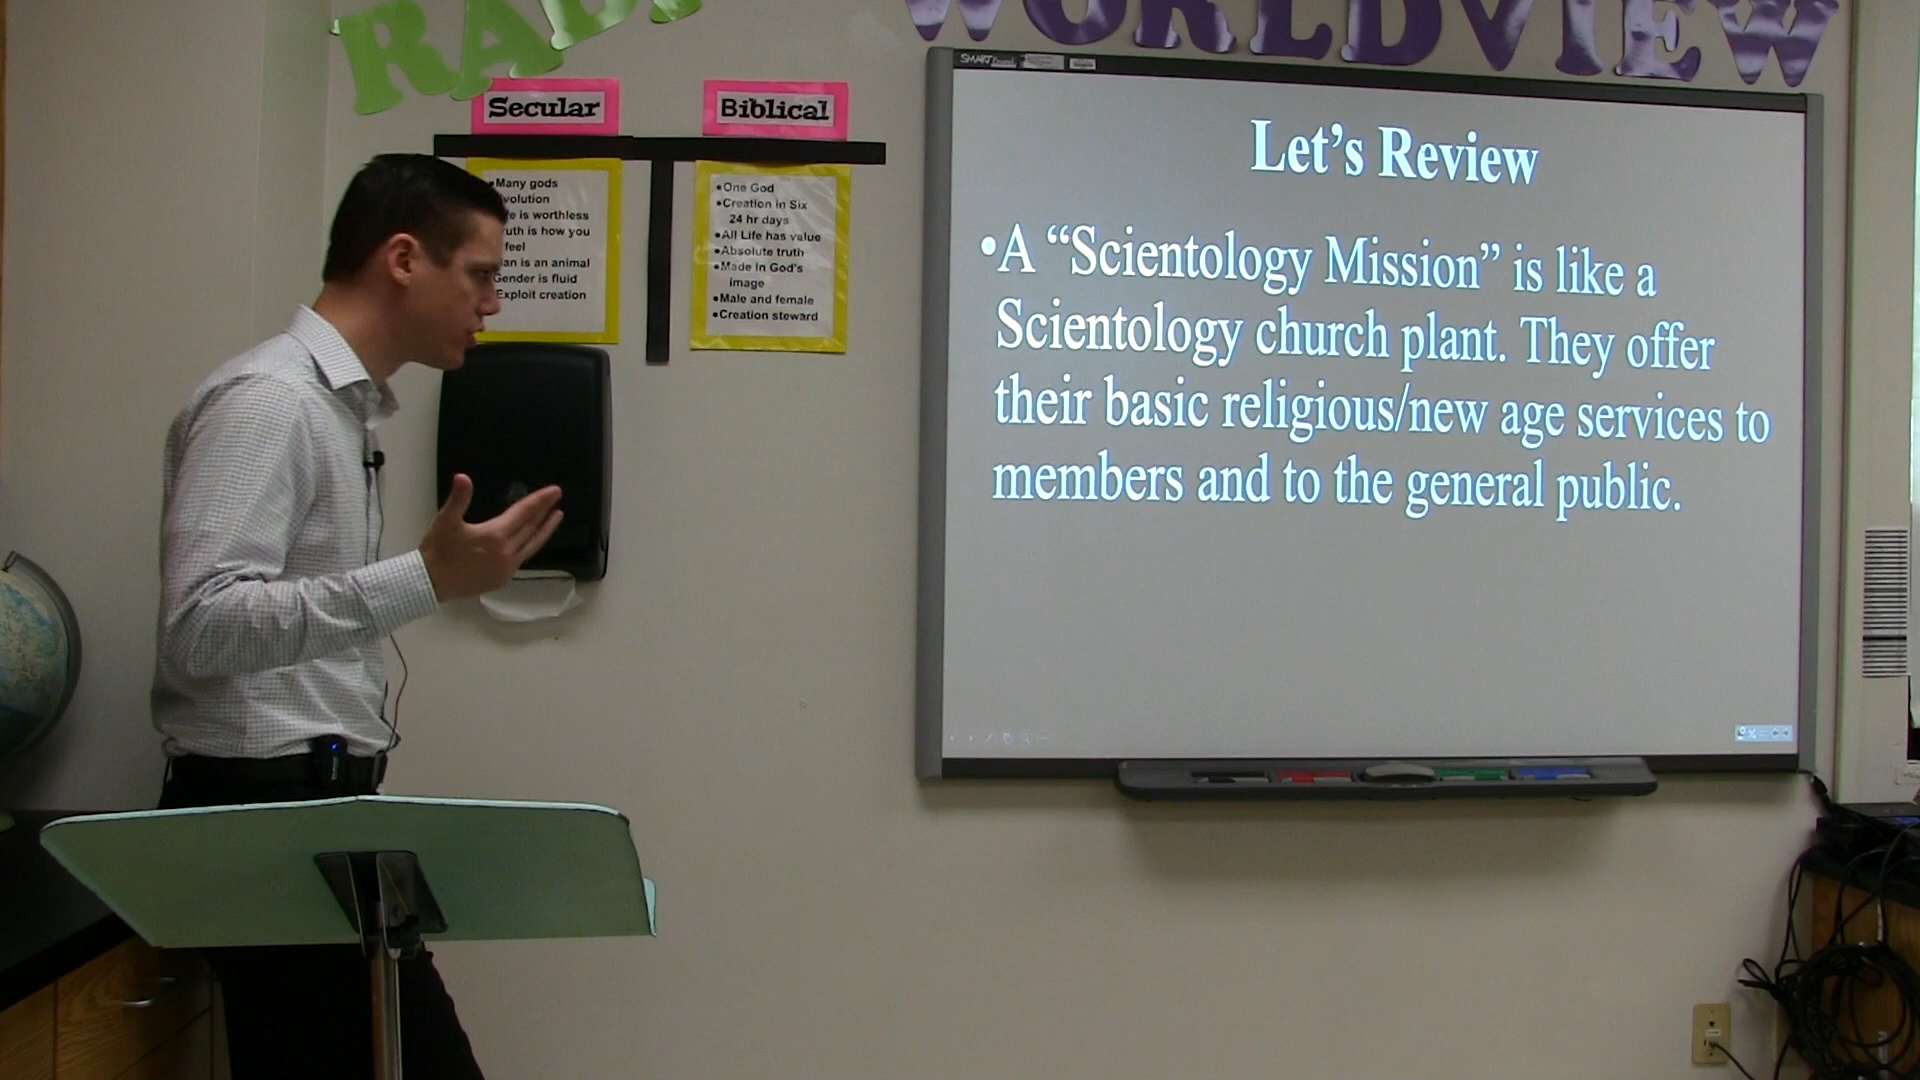 WORLDVIEW
Secular
Many gods
volution
is worthless
ruth is how you
feel
an is an animal
Gender is fluid
Exploit creation
Biblical
•One God
•Creation in Six
24 hr days
•All Life has value
•Absolute truth
•Made in God's
image
•Male and female
•Creation steward
SMART
Let’s Review
•A “Scientology Mission” is like a
Scientology church plant. They offer
their basic religious/new age services to
members and to the general public.